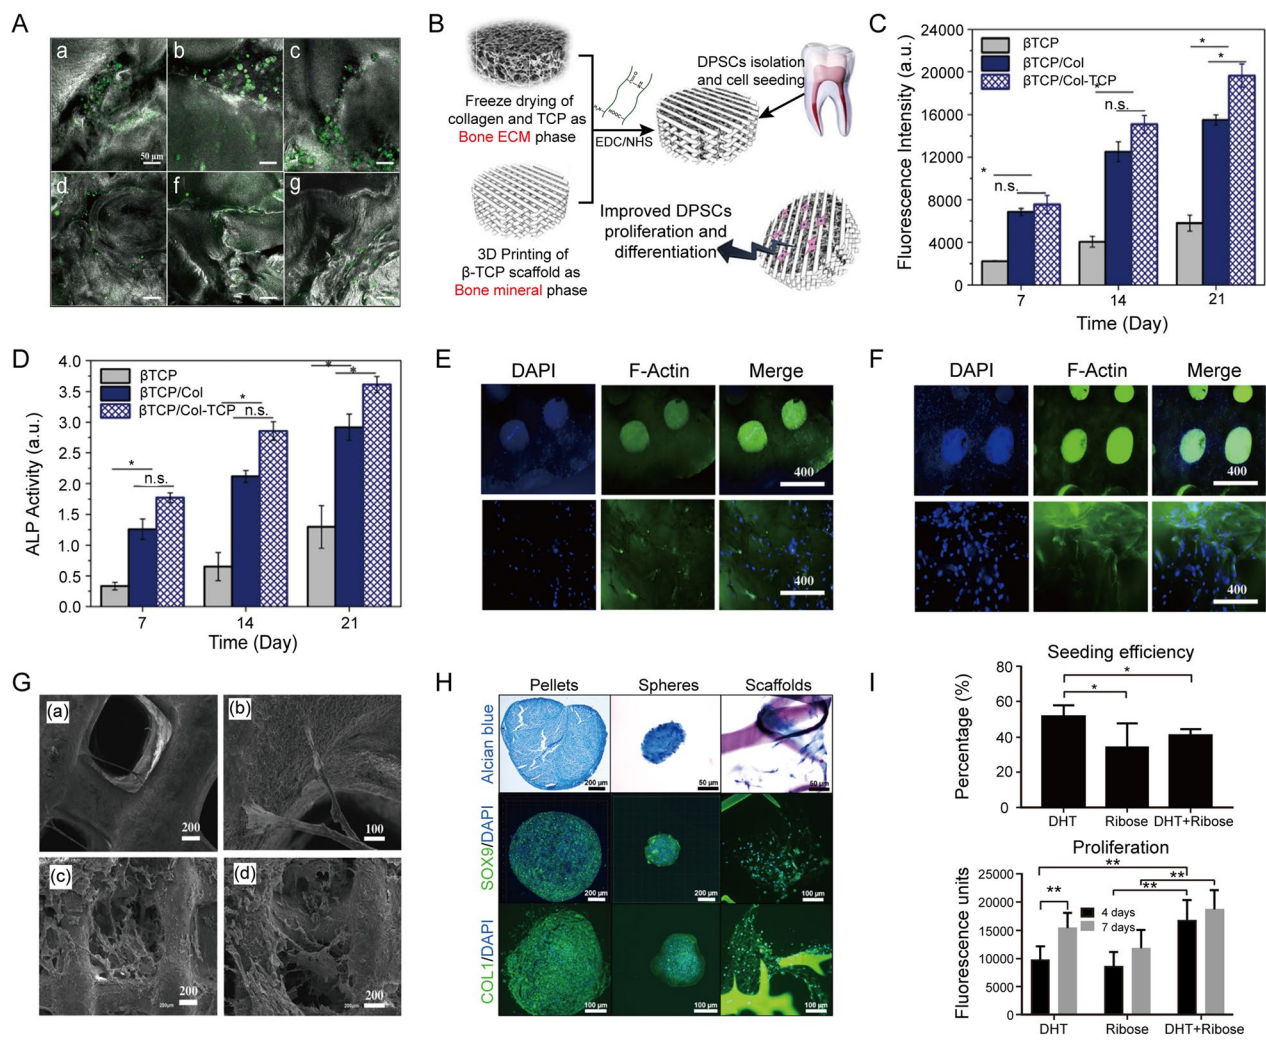 A
a
b
c
50 μm
d
f
g
B
Freeze drying of
collagen and TCP as
Bone ECM phase
EDC/NHS
DPSCs isolation
and cell seeding
3D Printing of
β-TCP scaffold as
Bone mineral phase
Improved DPSCs
proliferation and
differentiation
C
Fluorescence Intensity (a.u.)
24000
20000
16000
12000
8000
4000
0
βTCP
βTCP/Col
βTCP/Col-TCP
*
n.s.
*
n.s.
*
*
7
14
21
Time (Day)
D
ALP Activity (a.u.)
4.0
3.5
3.0
2.5
2.0
1.5
1.0
0.5
0.0
βTCP
βTCP/Col
βTCP/Col-TCP
*
n.s.
*
n.s.
*
*
7
14
21
Time (Day)
E
DAPI
F-Actin
Merge
400
400
F
DAPI
F-Actin
Merge
400
400
G
(a)
200
(b)
100
(c)
200μm
200
(d)
200μm
200
H
Pellets
Spheres
Scaffolds
Alcian blue
200 μm
50 μm
50 μm
SOX9/DAPI
200 μm
200 μm
100 μm
COL1/DAPI
100 μm
100 μm
100 μm
I
Seeding efficiency
Percentage (%)
80
60
40
20
0
*
*
DHT
Ribose
DHT+Ribose
Proliferation
Fluorescence units
25000
20000
15000
10000
5000
0
**
**
**
**
4 days
7 days
DHT
Ribose
DHT+Ribose